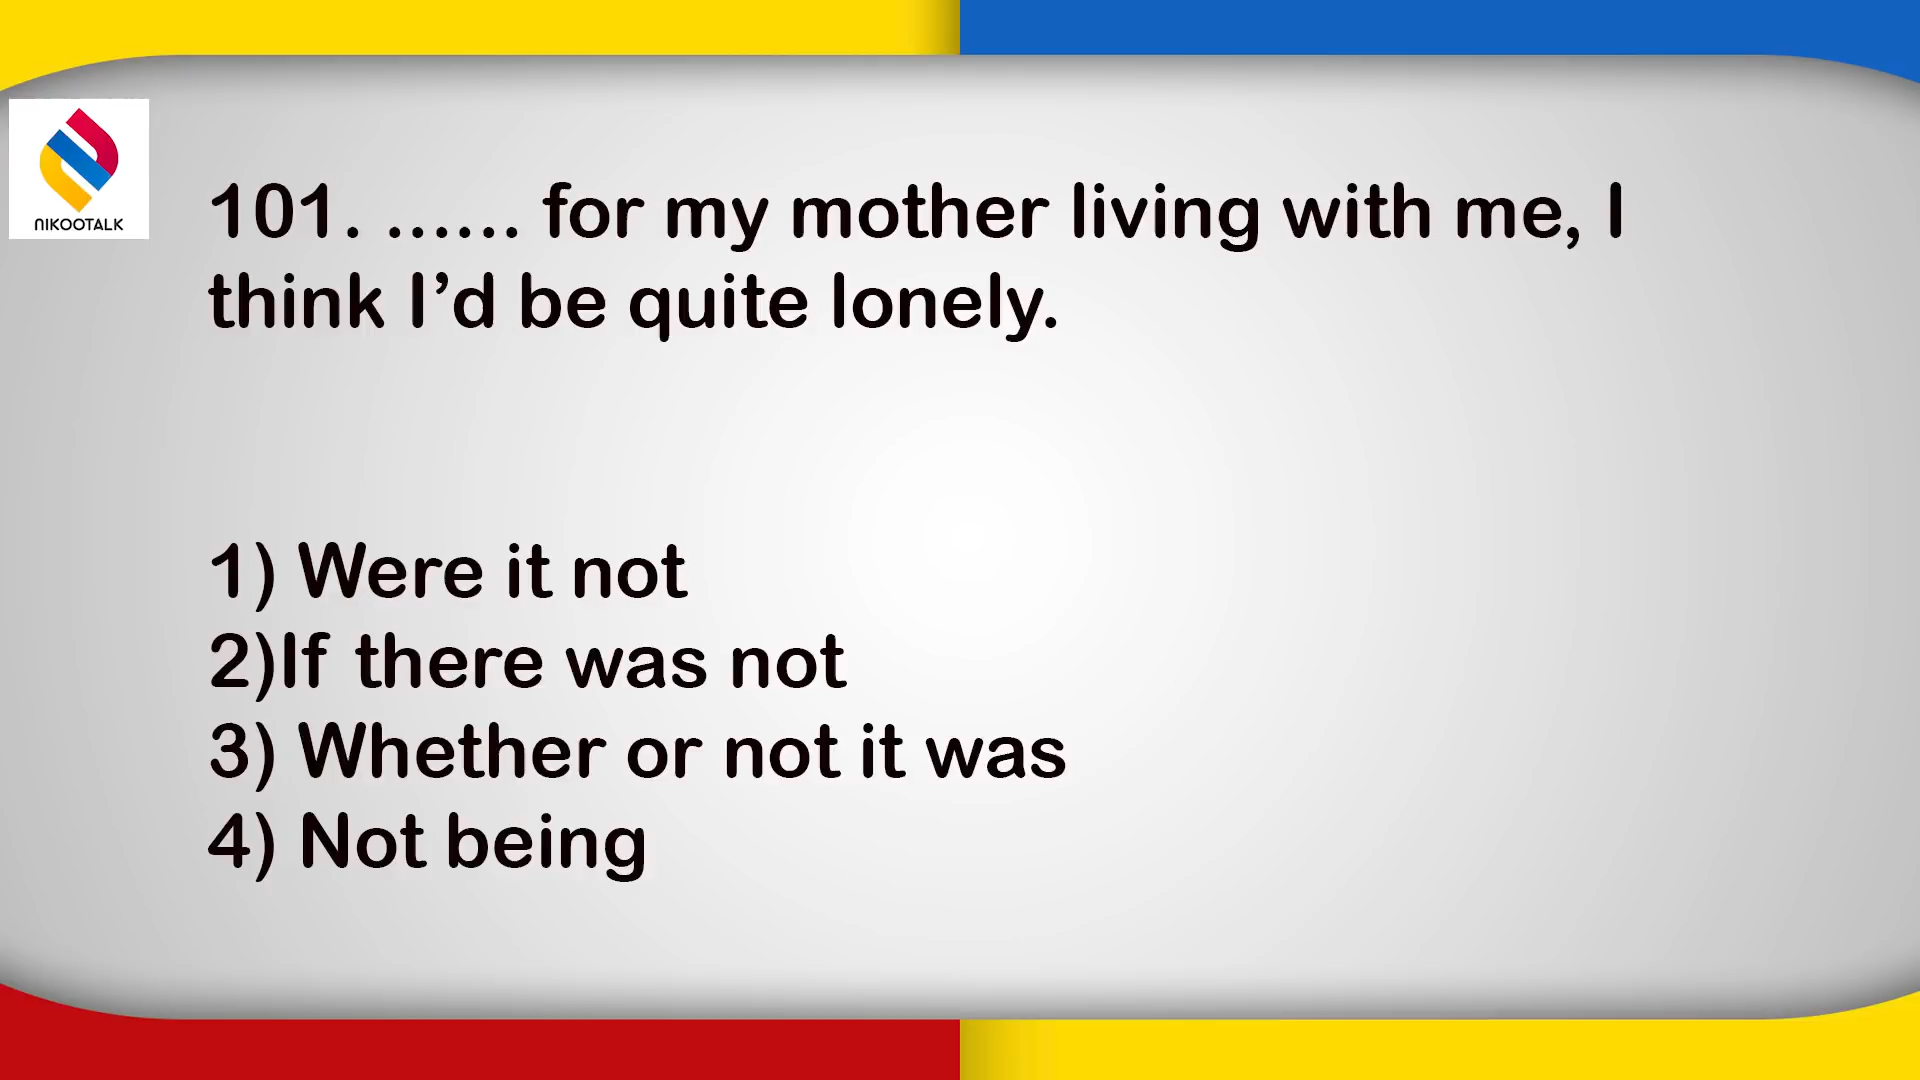 NIKOOTALK
101. ...... for my mother living with me, I
think I’d be quite lonely.
1) Were it not
2)If there was not
3) Whether or not it was
4) Not being